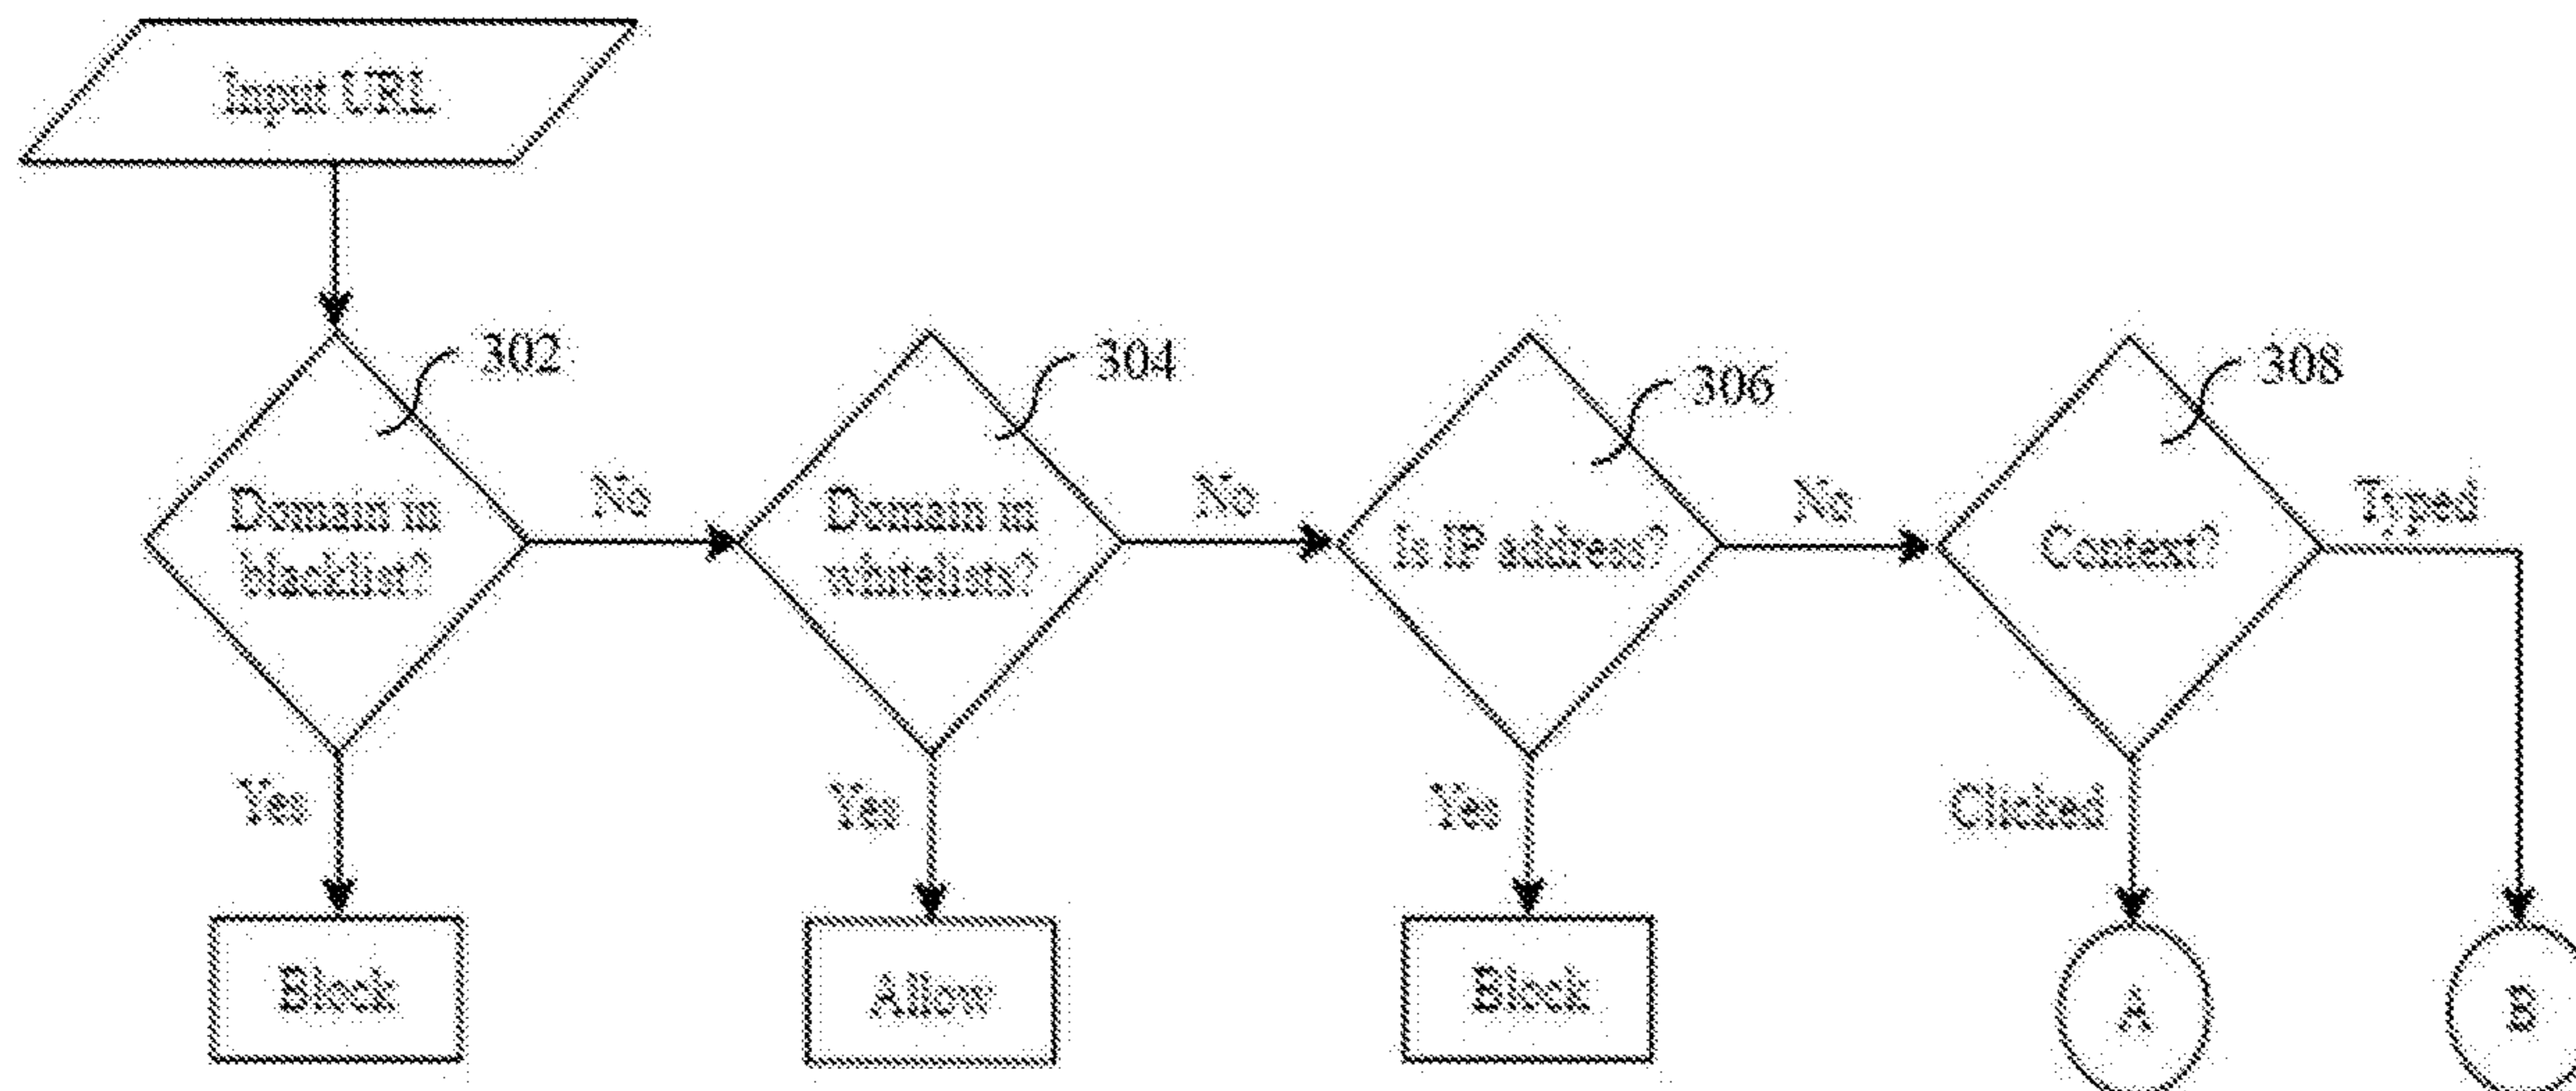 Input URL
302
304
306
308
Domain in
blacklist?
No
Domain in
whitelists?
No
Is IP address?
No
Context?
Typed
Yes
Yes
Yes
Clicked
Block
Allow
Block
A
B